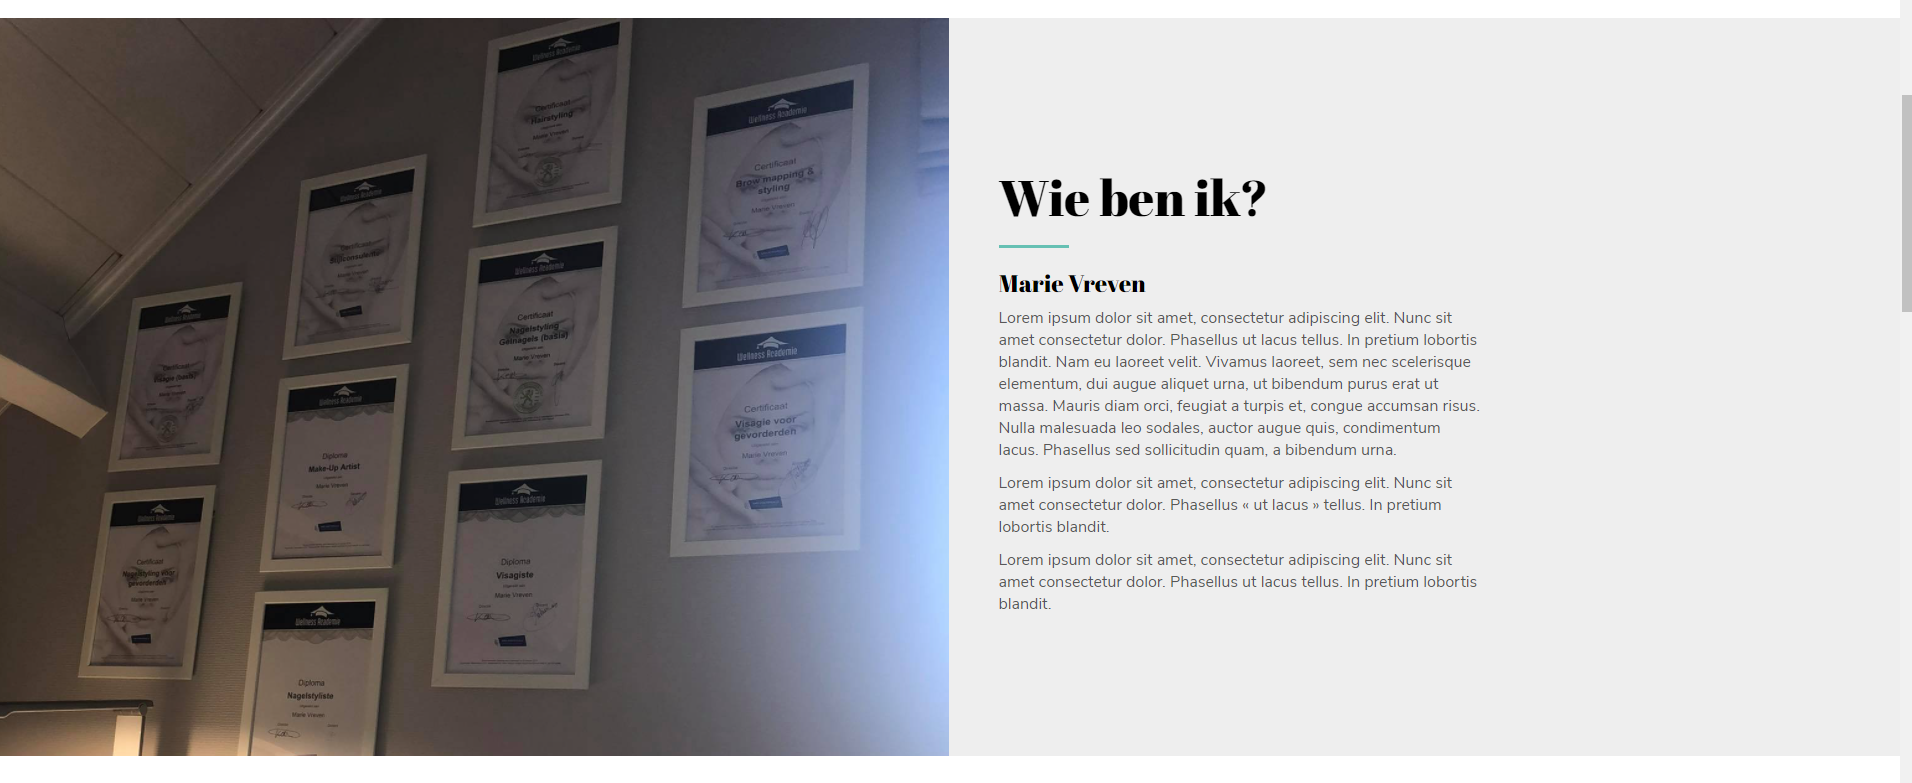 Wellness Academie
Certificaat
Hairstyling
Marie Vreven
Wellness Academie
Certificaat
Brow mapping &
styling
Marie Vreven
Wellness Academie
Certificaat
Stijlconsulente
Marie Vreven
Wellness Academie
Certificaat
Nagelstyling
Gelnagels (basis)
Marie Vreven
Wellness Academie
Certificaat
Visagie (basis)
Marie Vreven
Wellness Academie
Certificaat
Visagie voor
gevorderden
Marie Vreven
Wellness Academie
Diploma
Make-Up Artist
Marie Vreven
Wellness Academie
Diploma
Visagiste
Marie Vreven
Wellness Academie
Certificaat
Nagelstyling voor
gevorderden
Marie Vreven
Wellness Academie
Diploma
Nagelstyliste
Marie Vreven
Wie ben ik?
Marie Vreven
Lorem ipsum dolor sit amet, consectetur adipiscing elit. Nunc sit
amet consectetur dolor. Phasellus ut lacus tellus. In pretium lobortis
blandit. Nam eu laoreet velit. Vivamus laoreet, sem nec scelerisque
elementum, dui augue aliquet urna, ut bibendum purus erat ut
massa. Mauris diam orci, feugiat a turpis et, congue accumsan risus.
Nulla malesuada leo sodales, auctor augue quis, condimentum
lacus. Phasellus sed sollicitudin quam, a bibendum urna.
Lorem ipsum dolor sit amet, consectetur adipiscing elit. Nunc sit
amet consectetur dolor. Phasellus « ut lacus » tellus. In pretium
lobortis blandit.
Lorem ipsum dolor sit amet, consectetur adipiscing elit. Nunc sit
amet consectetur dolor. Phasellus ut lacus tellus. In pretium lobortis
blandit.